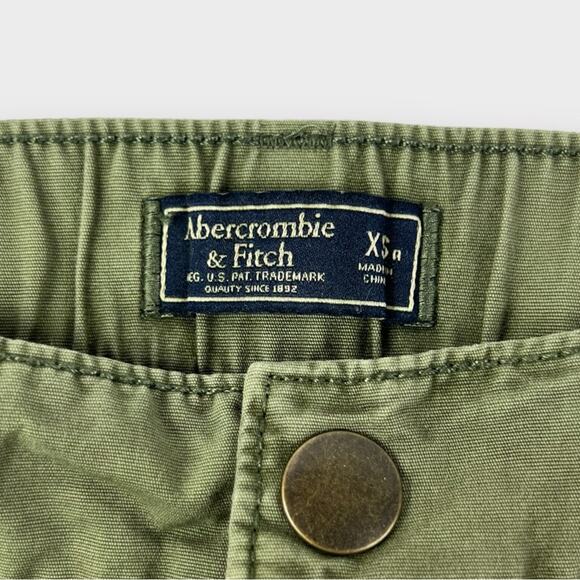 Abercrombie
& Fitch
REG. U.S. PAT. TRADEMARK
QUALITY SINCE 1892
XS
MADE IN
CHINA